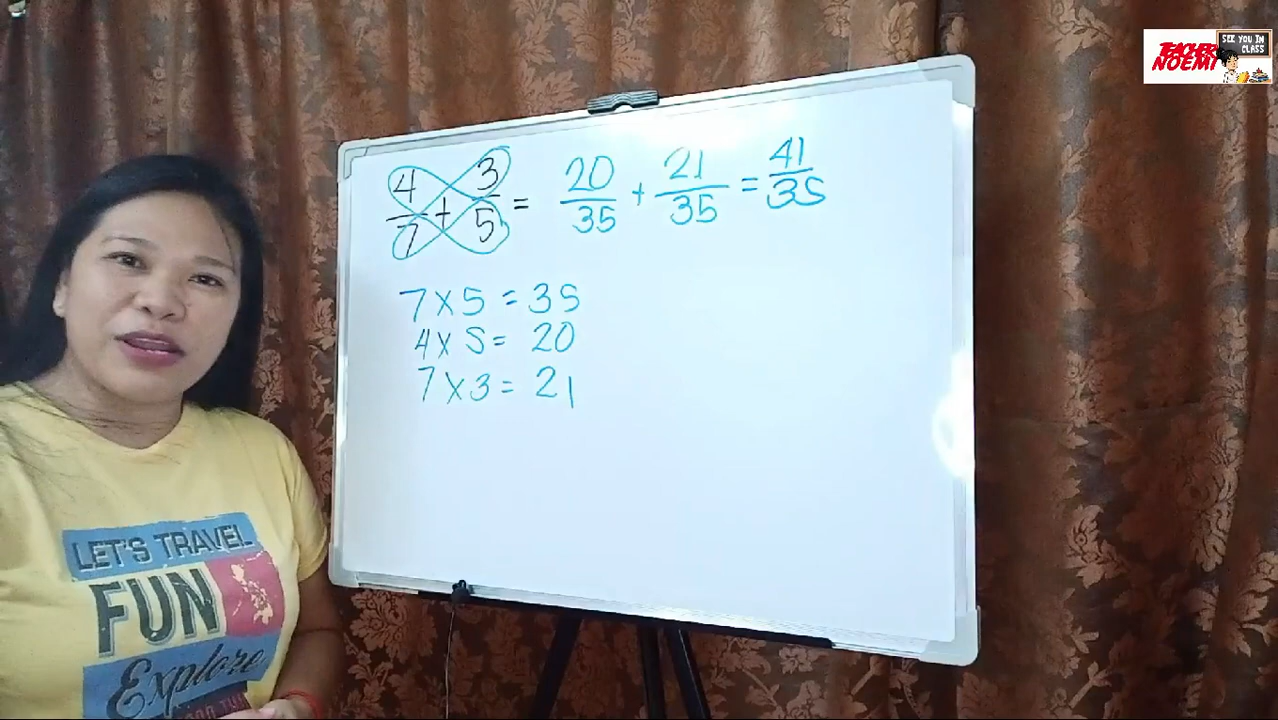 TEACHER
NOEMI
SEE YOU IN
CLASS
4/7 + 3/5 = 20/35 + 21/35 = 41/35
7 x 5 = 35
4 x 5 = 20
7 x 3 = 21
LET'S TRAVEL
FUN
Explore